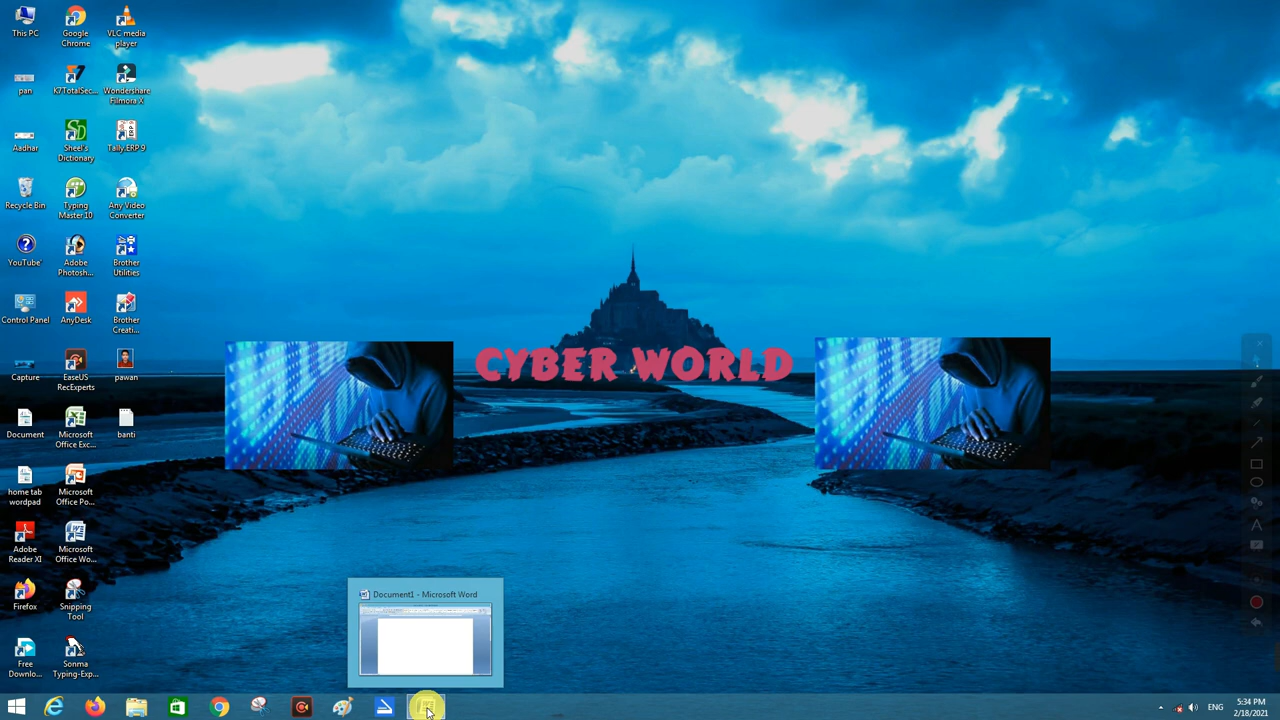 This PC
Google Chrome
VLC media player
pan
K7TotalSec...
Wondershare Filmora X
Aadhar
Sheel's Dictionary
Tally.ERP 9
Recycle Bin
Typing Master 10
Any Video Converter
YouTube
Adobe Photosh...
Brother Utilities
Control Panel
AnyDesk
Brother Creati...
Capture
EaseUS RecExperts
pawan
Document
Microsoft Office Exc...
banti
home tab wordpad
Microsoft Office Po...
Adobe Reader XI
Microsoft Office Wo...
Firefox
Snipping Tool
Free Downlo...
Sonma Typing-Exp...
CYBER WORLD
Document1 - Microsoft Word
ENG
5:34 PM
2/18/2021